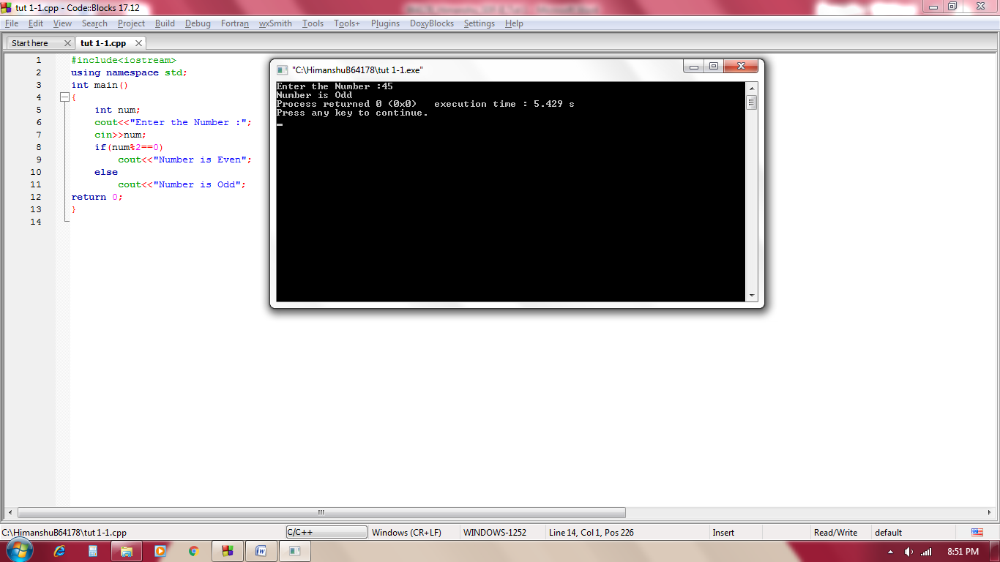 tut 1-1.cpp - Code::Blocks 17.12
File Edit View Search Project Build Debug Fortran wxSmith Tools Tools+ Plugins DoxyBlocks Settings Help
Start here tut 1-1.cpp
1 #include<iostream>
2 using namespace std;
3 int main()
4 {
5 int num;
6 cout<<"Enter the Number :";
7 cin>>num;
8 if(num%2==0)
9 cout<<"Number is Even";
10 else
11 cout<<"Number is Odd";
12 return 0;
13 }
14
"C:\HimanshuB64178\tut 1-1.exe"
Enter the Number :45
Number is Odd
Process returned 0 (0x0) execution time : 5.429 s
Press any key to continue.
C:\HimanshuB64178\tut 1-1.cpp C/C++ Windows (CR+LF) WINDOWS-1252 Line 14, Col 1, Pos 226 Insert Read/Write default
8:51 PM